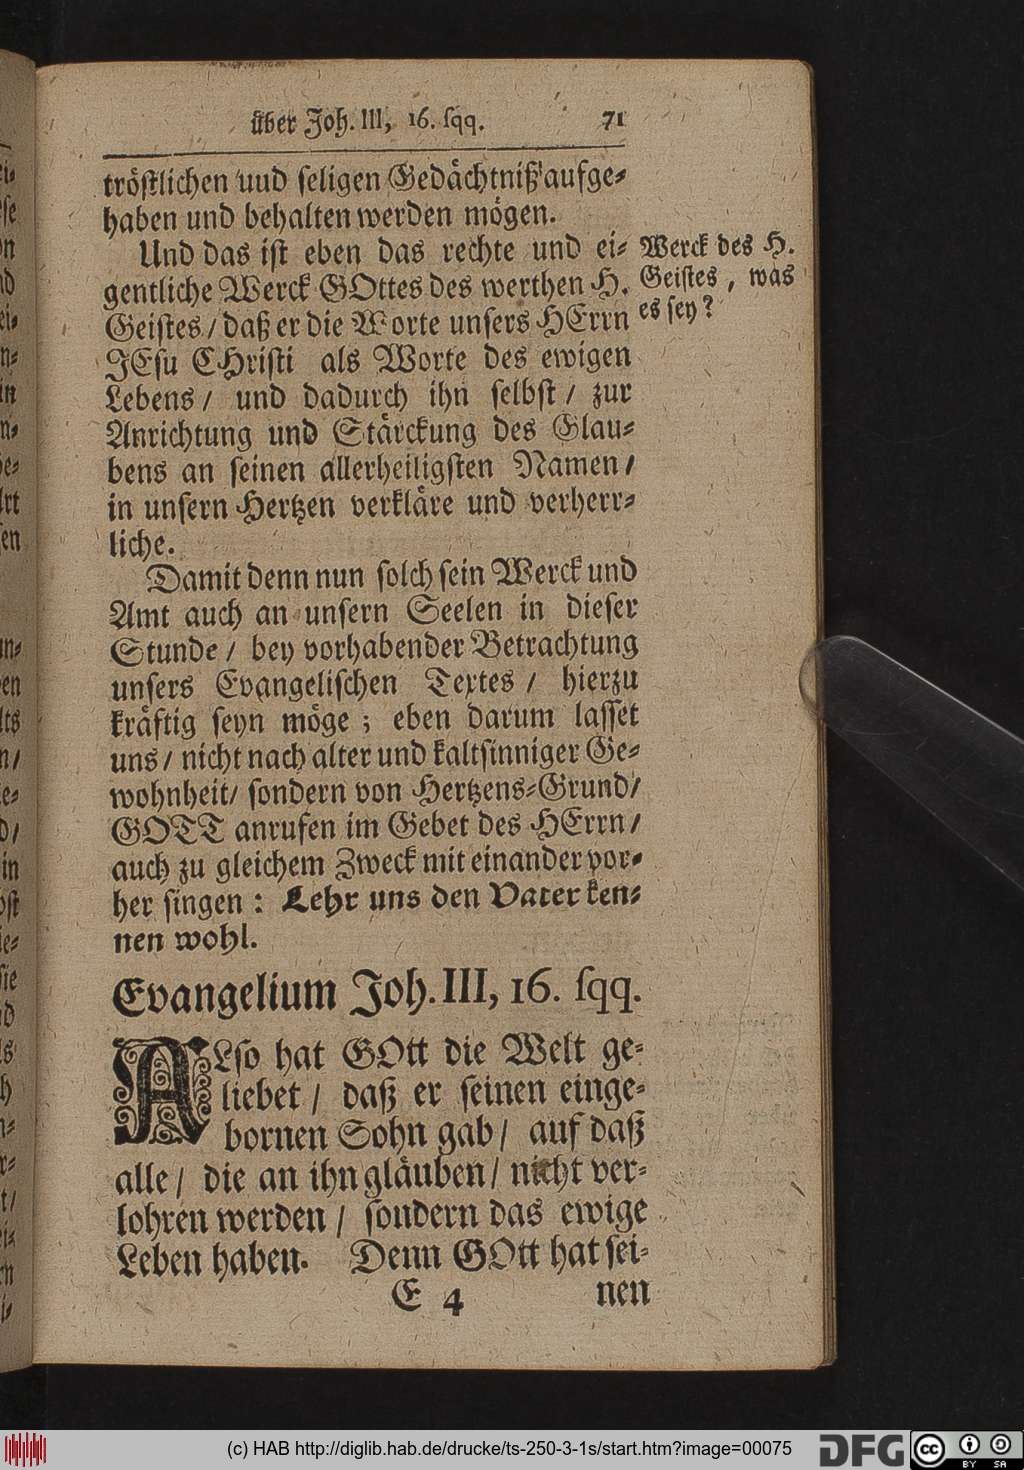 über Joh. III, 16. sqq. 71
tröstlichen uud seligen Gedächtniß aufge-
haben und behalten werden mögen.
Und das ist eben das rechte und ei-
gentliche Werck GOttes des werthen H.
Geistes / daß er die Worte unsers HErrn
JEsu CHristi als Worte des ewigen
Lebens / und dadurch ihn selbst / zur
Anrichtung und Stärckung des Glau-
bens an seinen allerheiligsten Namen /
in unsern Hertzen verkläre und verherr-
liche.
Werck des H.
Geistes, was
es sey?
Damit denn nun solch sein Werck und
Amt auch an unsern Seelen in dieser
Stunde / bey vorhabender Betrachtung
unsers Evangelischen Textes / hierzu
kräftig seyn möge; eben darum lasset
uns / nicht nach alter und kaltsinniger Ge-
wohnheit / sondern von Hertzens-Grund /
GOTT anrufen im Gebet des HErrn /
auch zu gleichem Zweck mit einander vor-
her singen: Lehr uns den Vater ken-
nen wohl.
Evangelium Joh. III, 16. sqq.
ALso hat GOtt die Welt ge-
liebet / daß er seinen einge-
bornen Sohn gab / auf daß
alle / die an ihn gläuben / nicht ver-
lohren werden / sondern das ewige
Leben haben. Denn GOtt hat sei-
E 4 nen
(c) HAB http://diglib.hab.de/drucke/ts-250-3-1s/start.htm?image=00075
DFG
cc BY SA